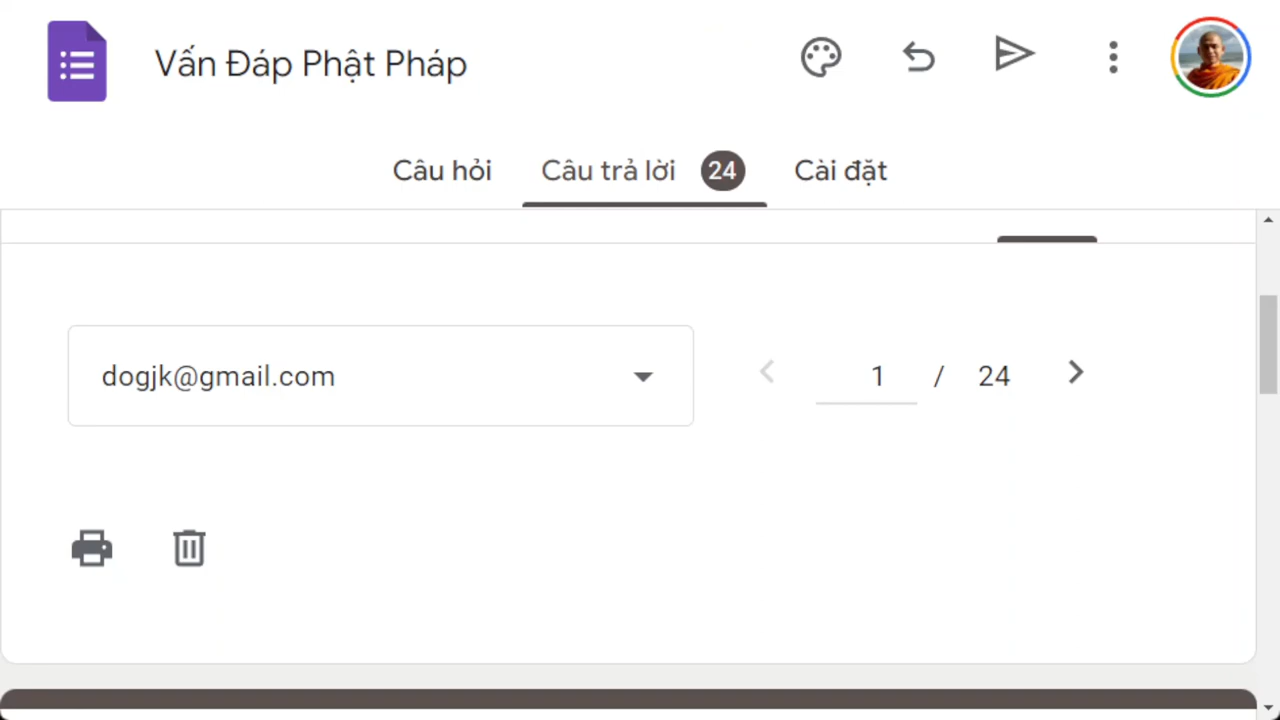 Vấn Đáp Phật Pháp
Câu hỏi
Câu trả lời 24
Cài đặt
dogjk@gmail.com
1 / 24